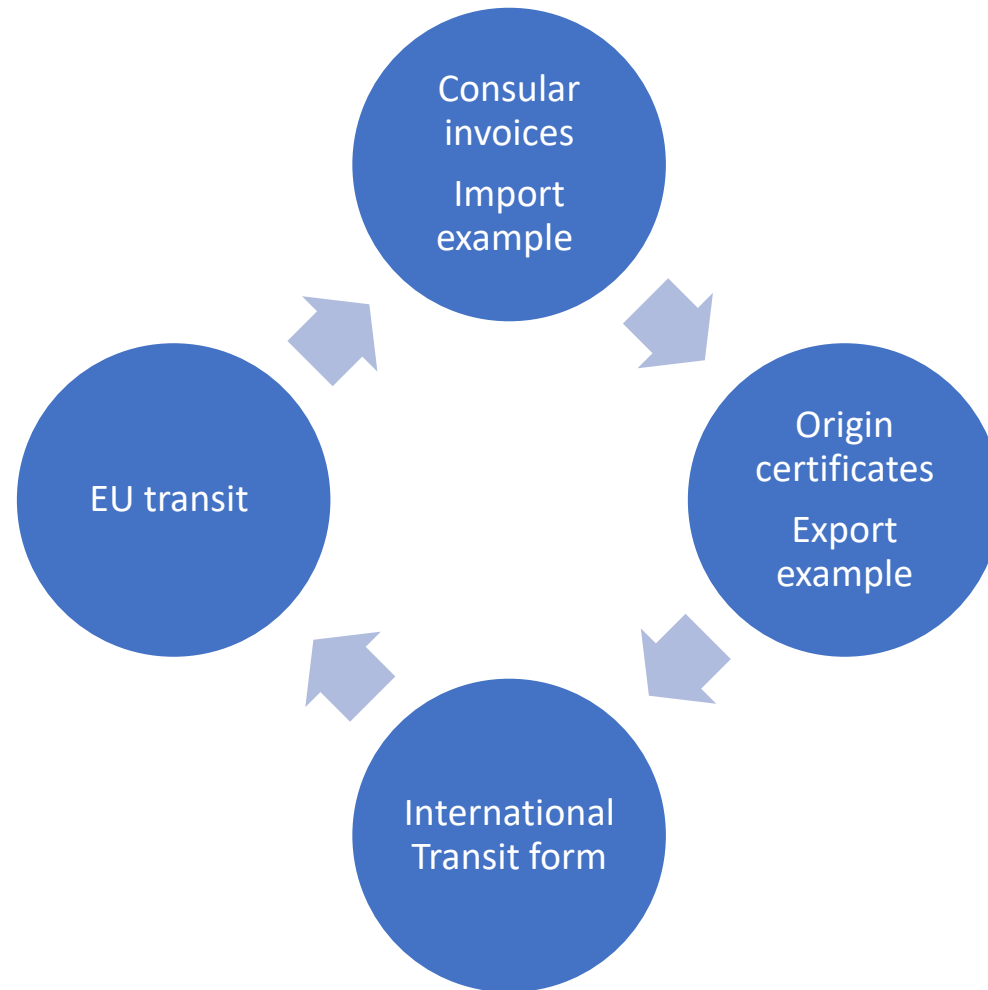 Consular
invoices
Import
example
Origin
certificates
Export
example
International
Transit form
EU transit